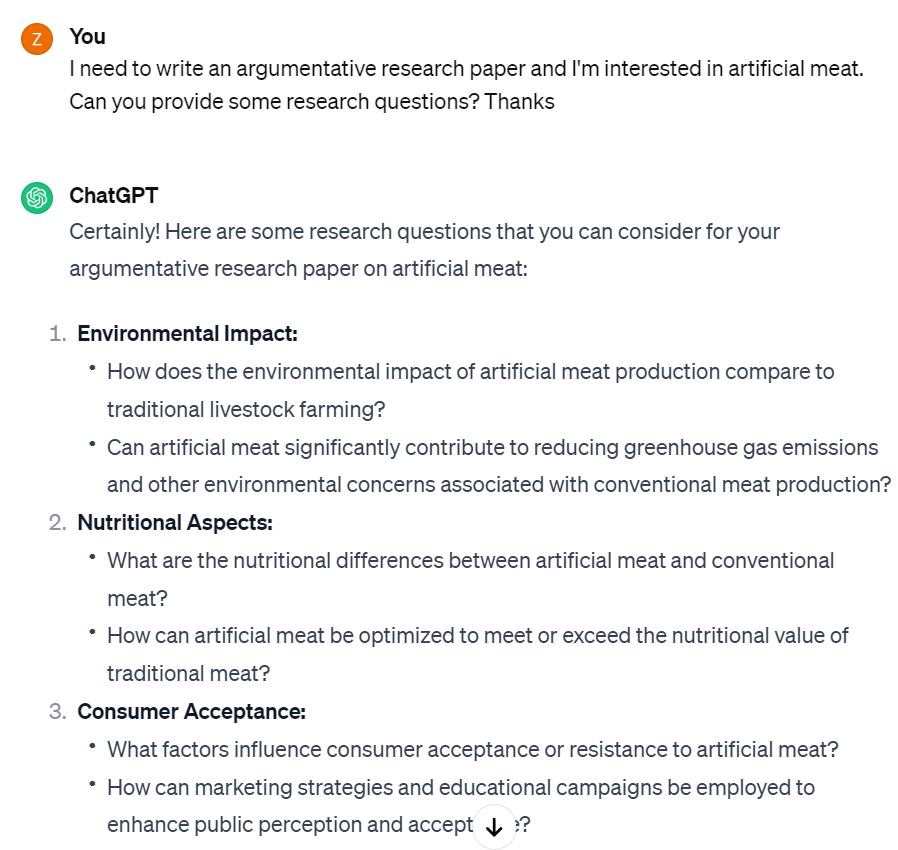 Z
You
I need to write an argumentative research paper and I'm interested in artificial meat.
Can you provide some research questions? Thanks
ChatGPT
Certainly! Here are some research questions that you can consider for your
argumentative research paper on artificial meat:
1. Environmental Impact:
• How does the environmental impact of artificial meat production compare to
traditional livestock farming?
• Can artificial meat significantly contribute to reducing greenhouse gas emissions
and other environmental concerns associated with conventional meat production?
2. Nutritional Aspects:
• What are the nutritional differences between artificial meat and conventional
meat?
• How can artificial meat be optimized to meet or exceed the nutritional value of
traditional meat?
3. Consumer Acceptance:
• What factors influence consumer acceptance or resistance to artificial meat?
• How can marketing strategies and educational campaigns be employed to
enhance public perception and